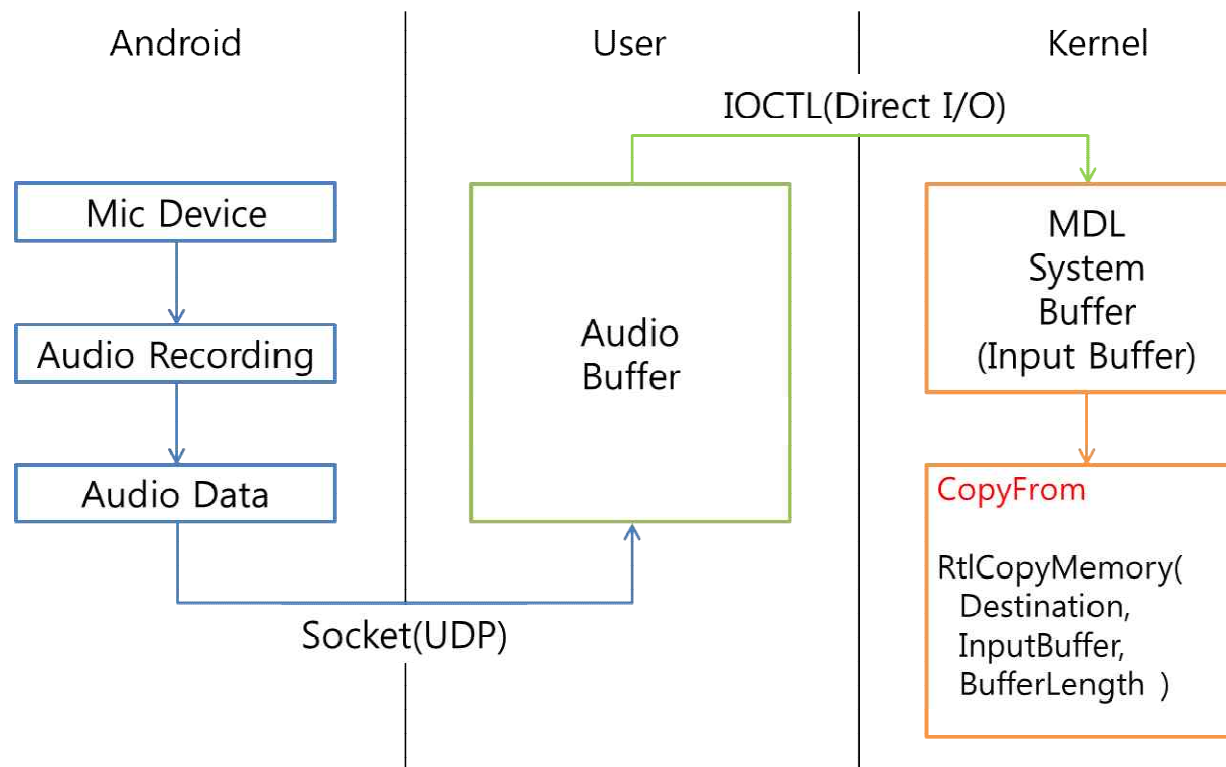 Android
User
Kernel
IOCTL(Direct I/O)
Mic Device
Audio Recording
Audio Data
Socket(UDP)
Audio
Buffer
MDL
System
Buffer
(Input Buffer)
CopyFrom
RtlCopyMemory(
Destination,
InputBuffer,
BufferLength )